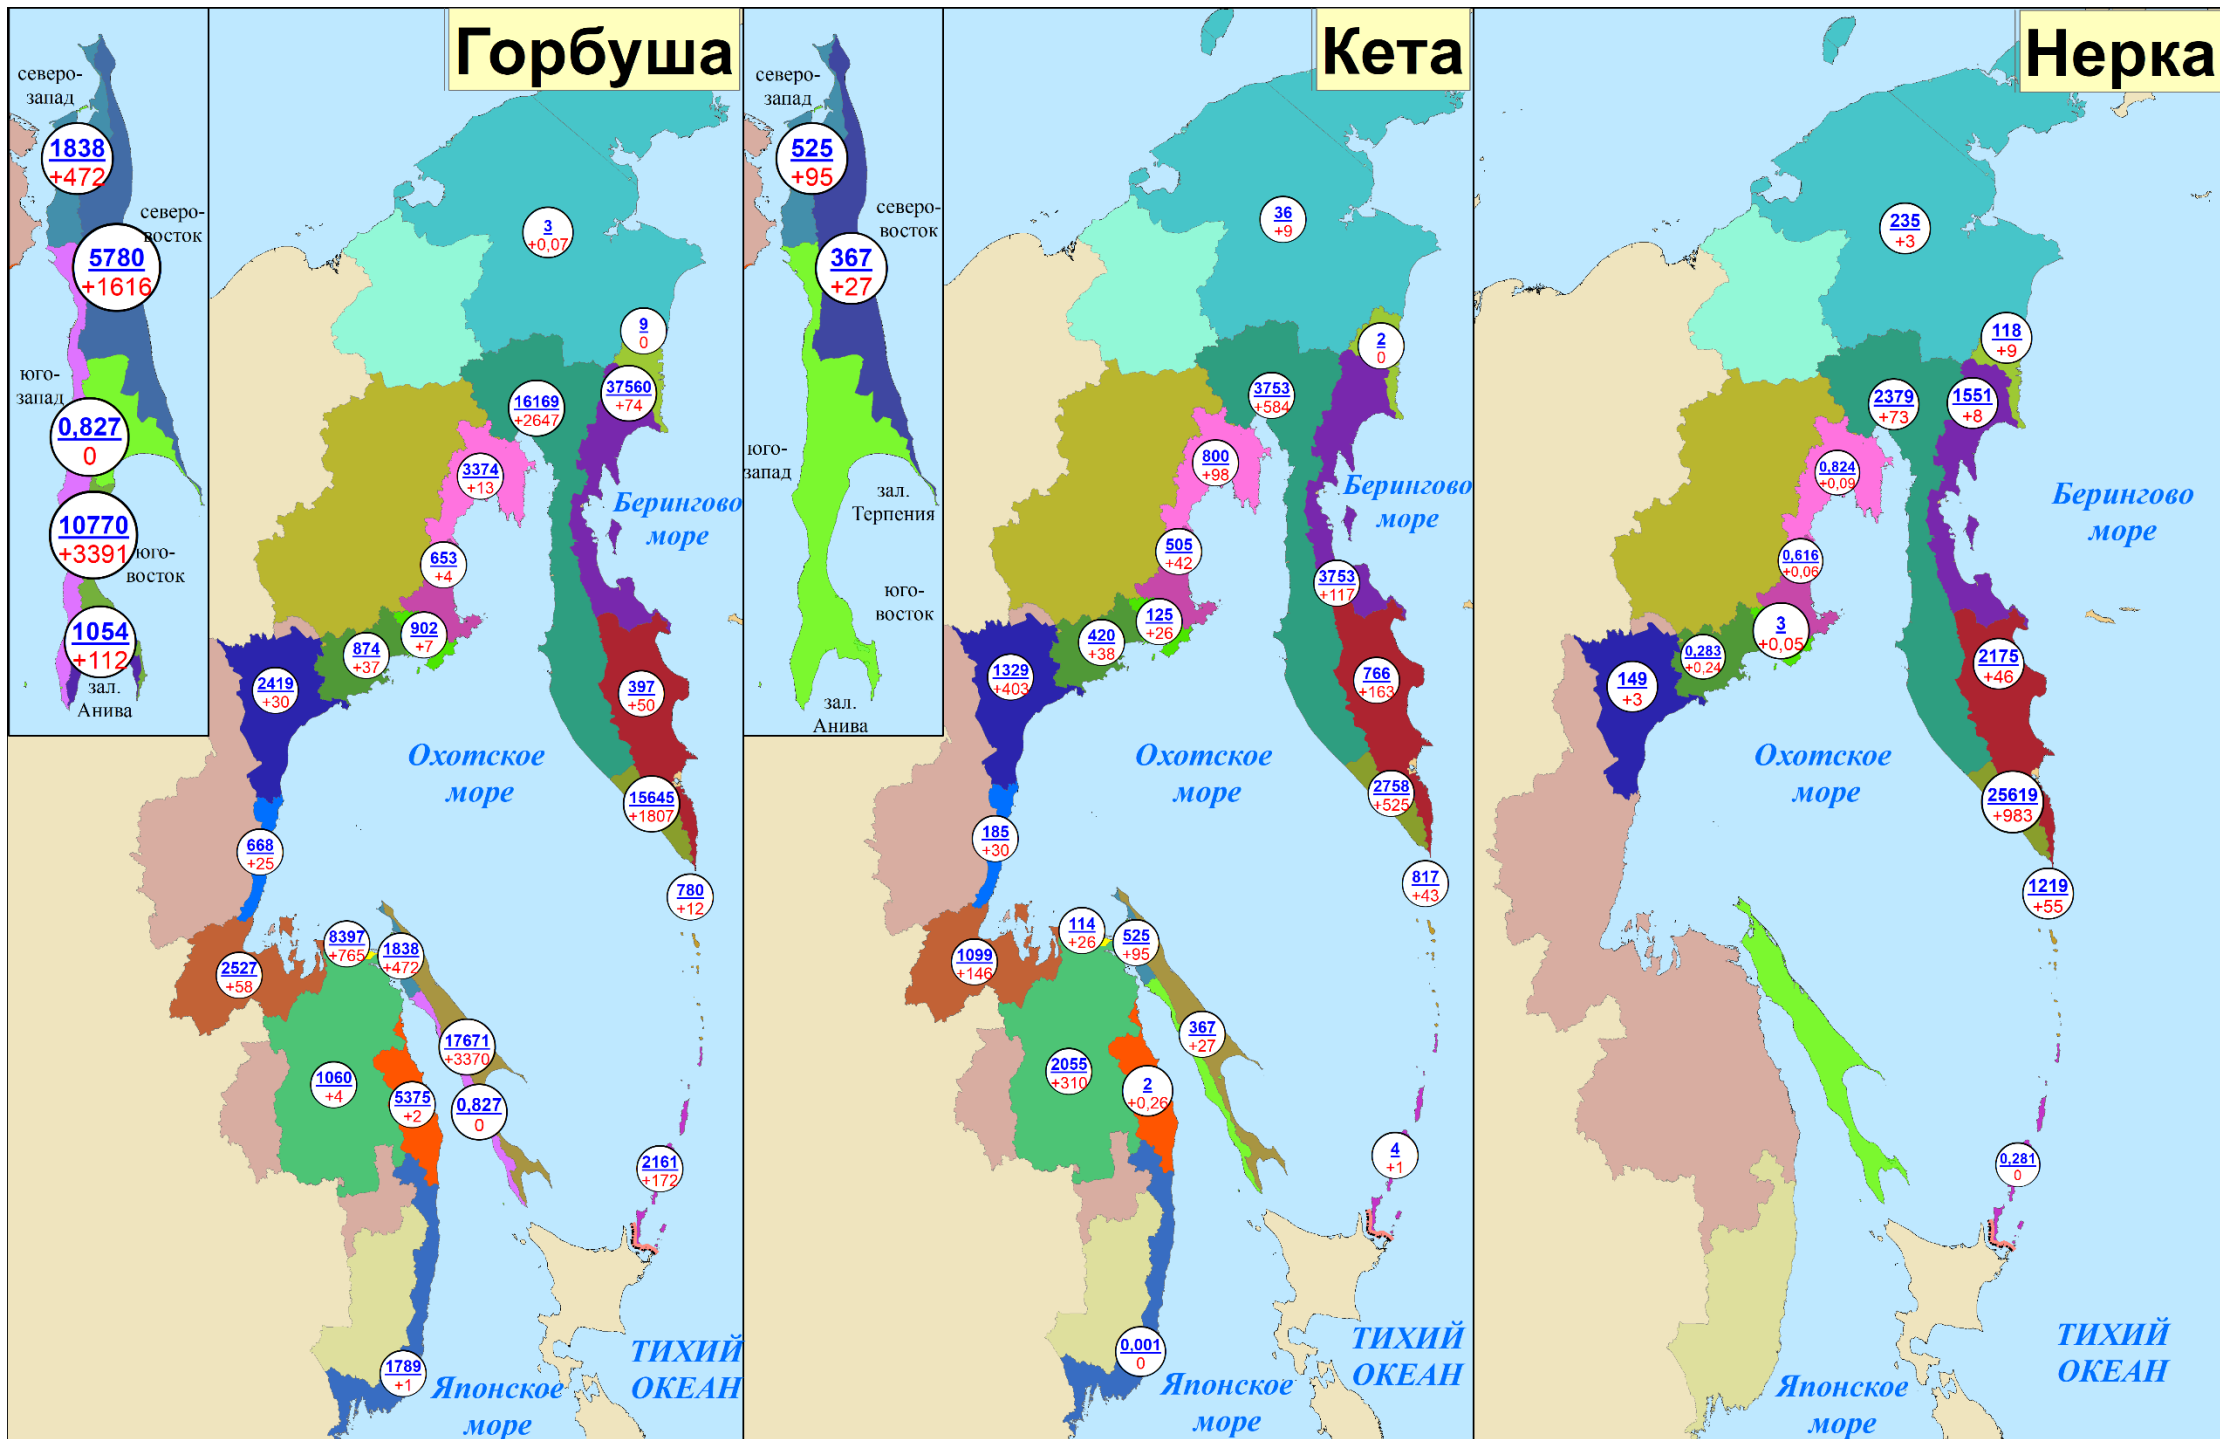 Горбуша
северо-
запад
1838
+472
северо-
восток
5780
+1616
юго-
запад
0,827
0
10770
+3391
юго-
восток
1054
+112
зал.
Анива
3
+0,07
9
0
37560
+74
16169
+2647
3374
+13
Берингово
море
653
+4
902
+7
874
+37
2419
+30
397
+50
Охотское
море
15645
+1807
668
+25
780
+12
8397
+765
1838
+472
2527
+58
17671
+3370
1060
+4
5375
+2
0,827
0
2161
+172
1789
+1
ТИХИЙ
ОКЕАН
Японское
море
Кета
северо-
запад
525
+95
северо-
восток
367
+27
юго-
запад
зал.
Терпения
юго-
восток
зал.
Анива
36
+9
2
0
3753
+584
800
+98
Берингово
море
505
+42
3753
+117
125
+26
420
+38
1329
+403
766
+163
Охотское
море
2758
+525
185
+30
817
+43
114
+26
525
+95
1099
+146
367
+27
2055
+310
2
+0,26
4
+1
0,001
0
ТИХИЙ
ОКЕАН
Японское
море
Нерка
235
+3
118
+9
2379
+73
1551
+8
0,824
+0,09
Берингово
море
0,616
+0,06
3
+0,05
0,283
+0,24
149
+3
2175
+46
Охотское
море
25619
+983
1219
+55
0,281
0
ТИХИЙ
ОКЕАН
Японское
море